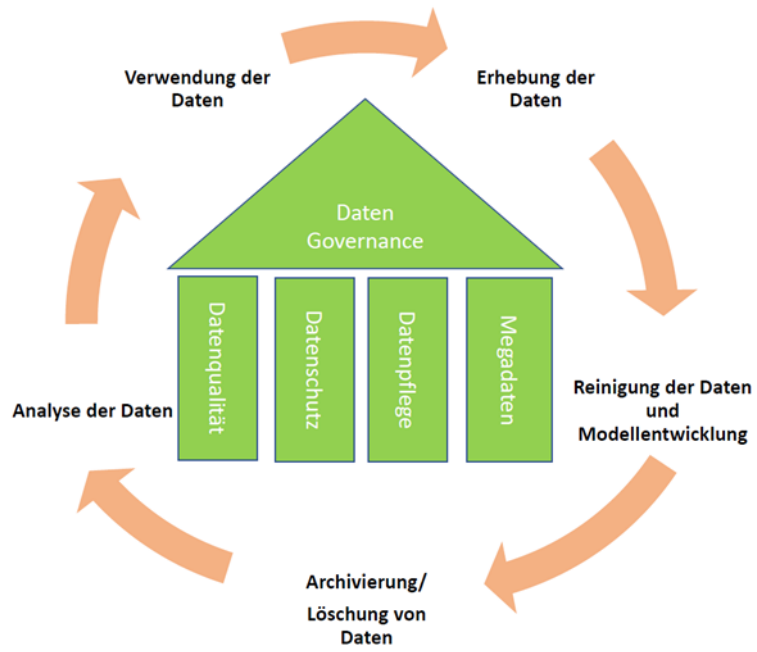 Verwendung der
Daten
Erhebung der
Daten
Daten
Governance
Datenqualität
Datenschutz
Datenpflege
Megadaten
Analyse der Daten
Reinigung der Daten
und
Modellentwicklung
Archivierung/
Löschung von
Daten